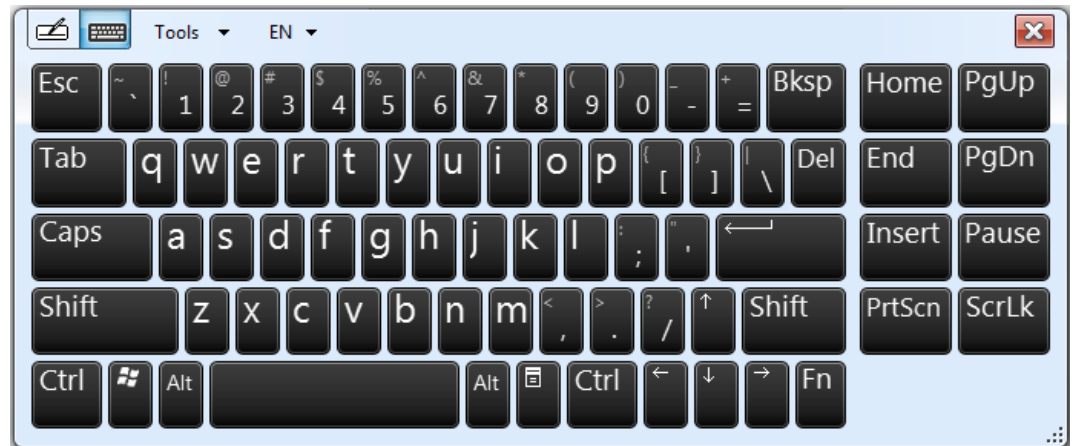 Tools EN
Esc ~ ` ! 1 @ 2 # 3 $ 4 % 5 ^ 6 & 7 * 8 ( 9 ) 0 _ - + = Bksp Home PgUp
Tab q w e r t y u i o p { [ } ] | \ Del End PgDn
Caps a s d f g h j k l : ; " ' Insert Pause
Shift z x c v b n m < , > . ? / ↑ Shift PrtScn ScrLk
Ctrl Alt Alt Ctrl ← ↓ → Fn